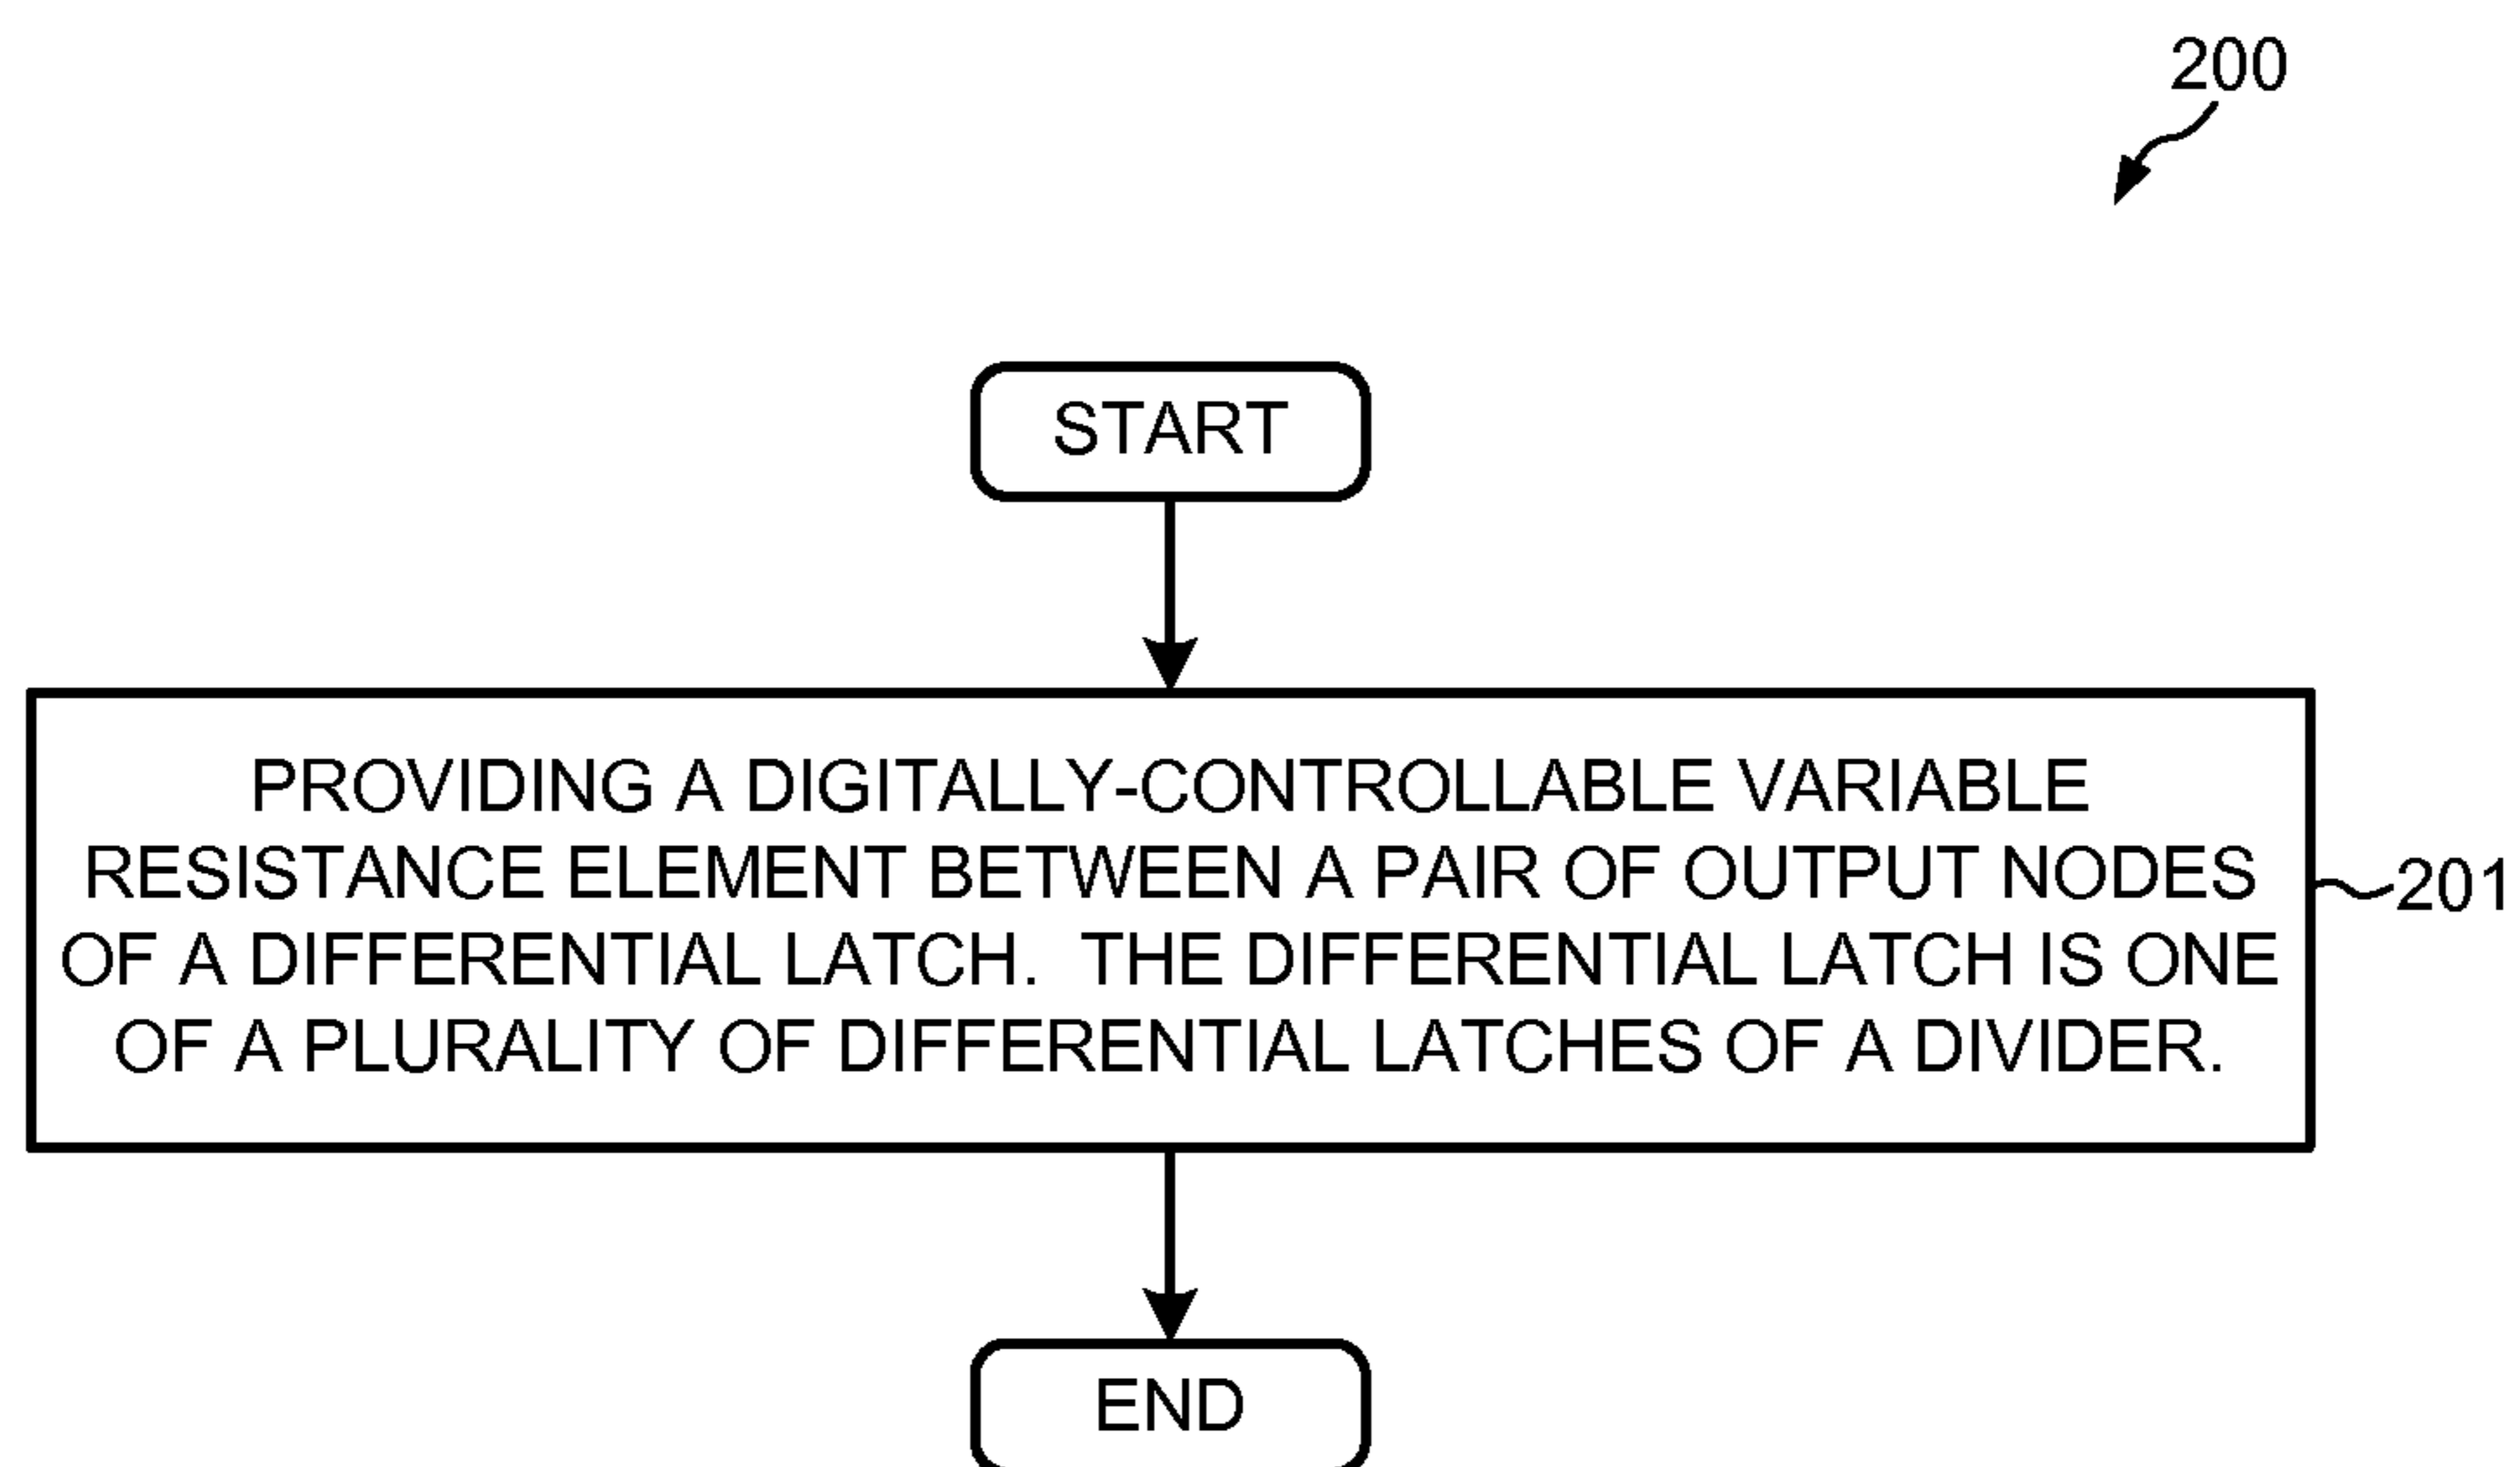 200
START
PROVIDING A DIGITALLY-CONTROLLABLE VARIABLE
RESISTANCE ELEMENT BETWEEN A PAIR OF OUTPUT NODES
OF A DIFFERENTIAL LATCH.  THE DIFFERENTIAL LATCH IS ONE
OF A PLURALITY OF DIFFERENTIAL LATCHES OF A DIVIDER.
201
END